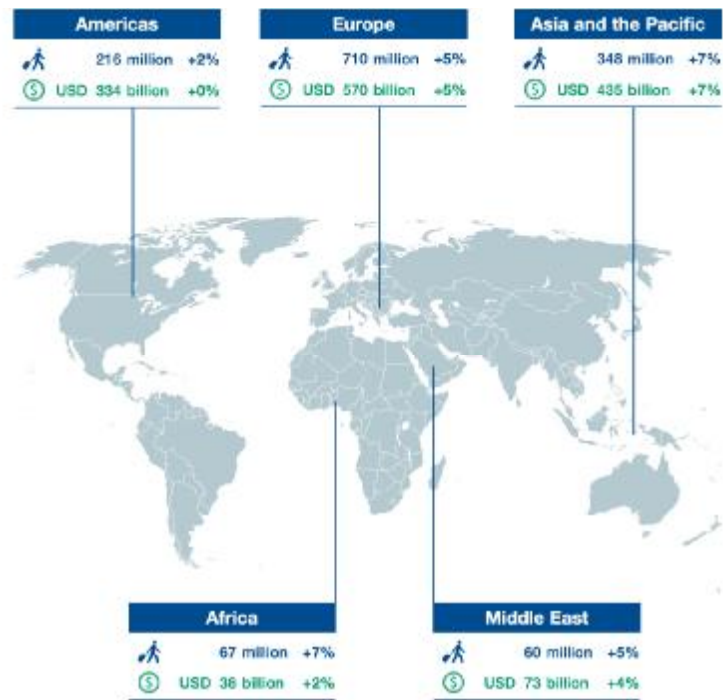 Americas
216 million +2%
USD 334 billion +0%
Europe
710 million +5%
USD 570 billion +5%
Asia and the Pacific
348 million +7%
USD 435 billion +7%
Africa
67 million +7%
USD 38 billion +2%
Middle East
60 million +5%
USD 73 billion +4%